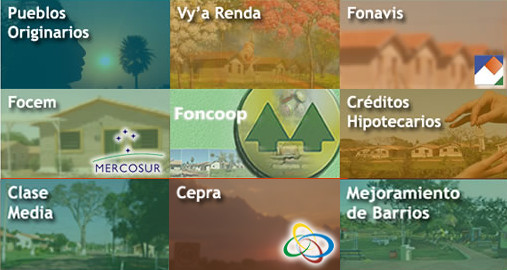 Pueblos
Originarios
Vy'a Renda
Fonavis
Focem
MERCOSUR
Foncoop
Créditos
Hipotecarios
Clase
Media
Cepra
Mejoramiento
de Barrios